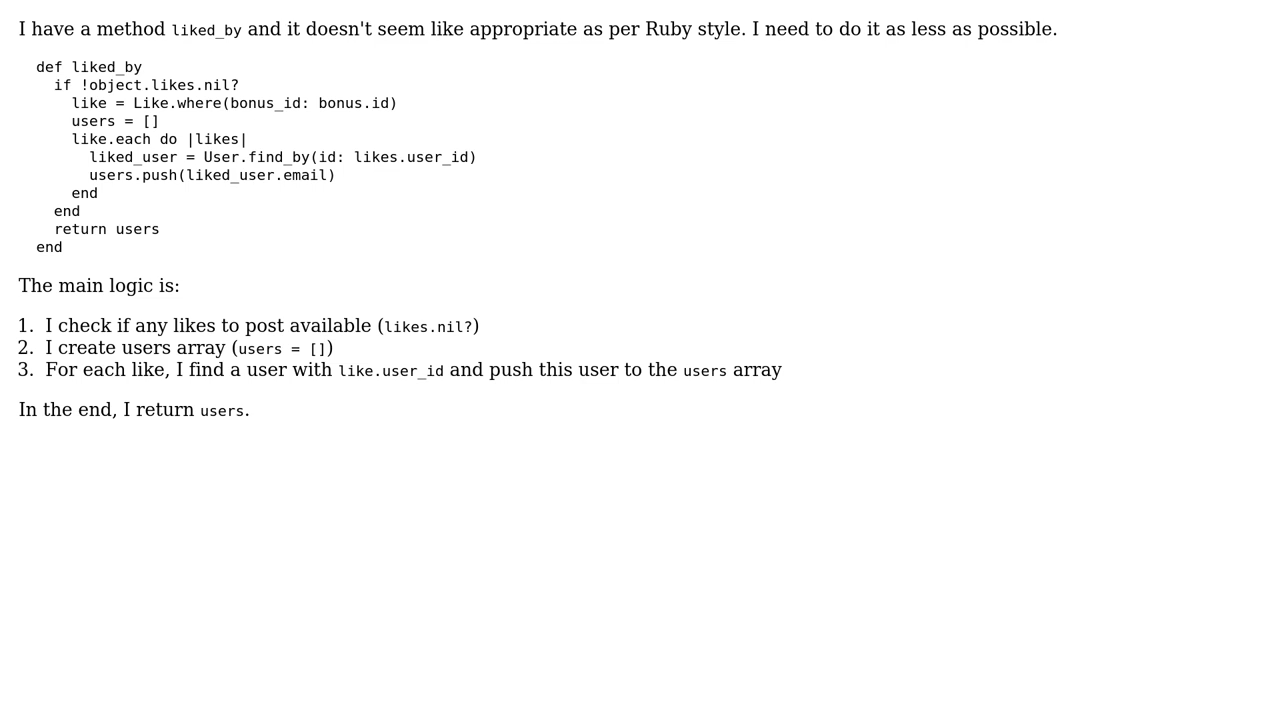 I have a method liked_by and it doesn't seem like appropriate as per Ruby style. I need to do it as less as possible.
def liked_by
  if !object.likes.nil?
    like = Like.where(bonus_id: bonus.id)
    users = []
    like.each do |likes|
      liked_user = User.find_by(id: likes.user_id)
      users.push(liked_user.email)
    end
  end
  return users
end
The main logic is:
1. I check if any likes to post available (likes.nil?)
2. I create users array (users = [])
3. For each like, I find a user with like.user_id and push this user to the users array
In the end, I return users.